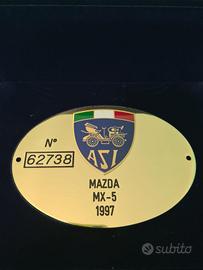 N°
62738
ASI
MAZDA
MX-5
1997
subito